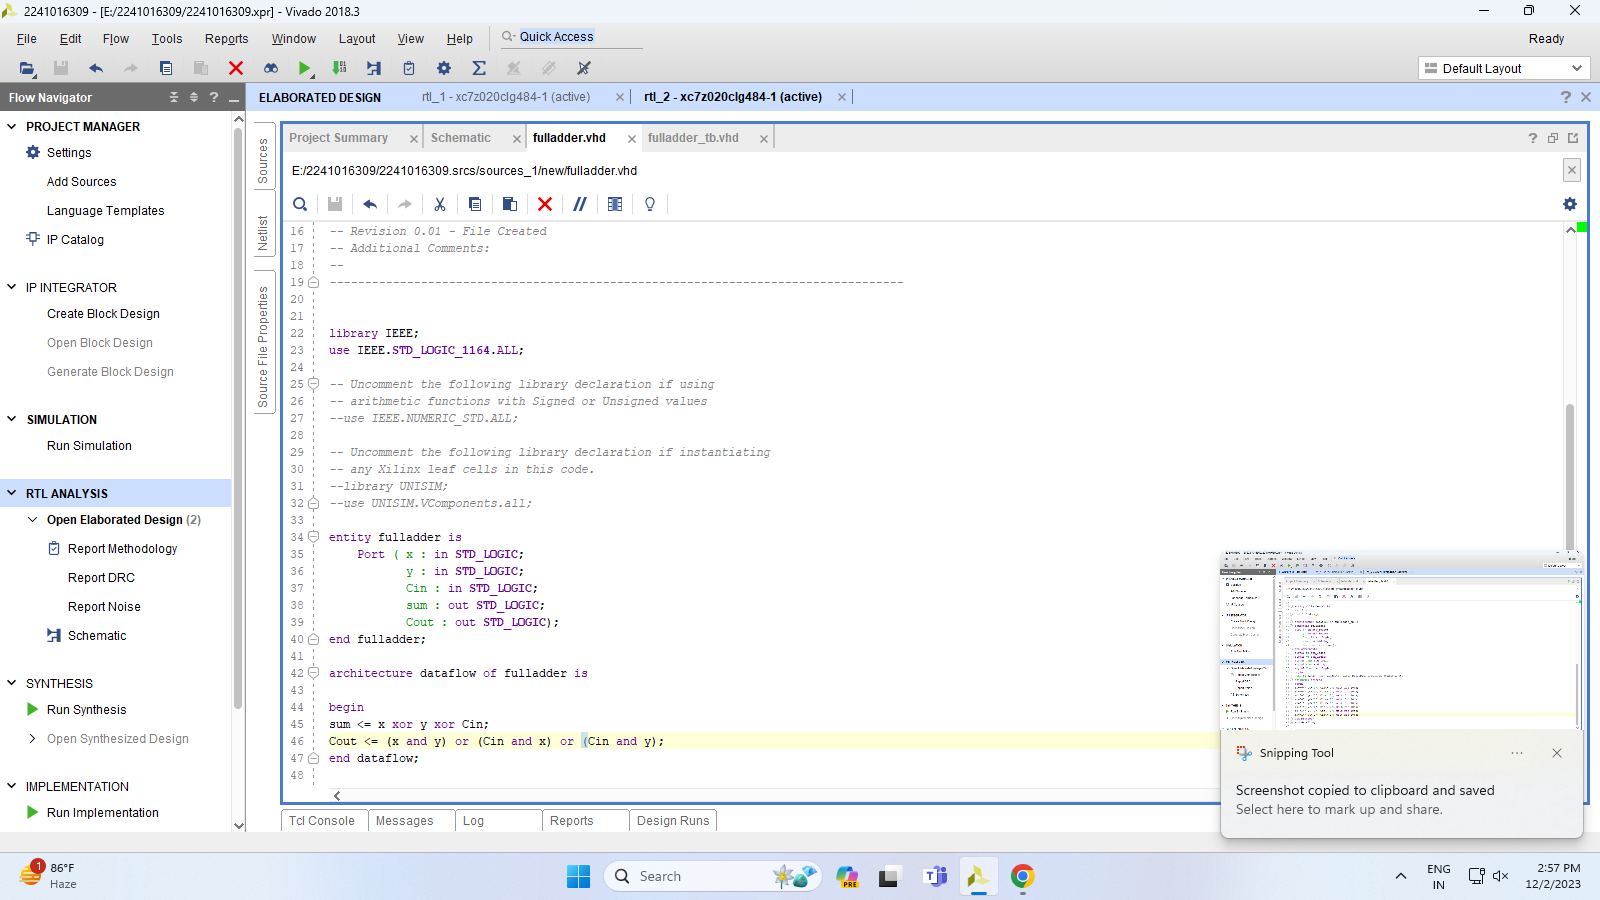 2241016309 - [E:/2241016309/2241016309.xpr] - Vivado 2018.3
File Edit Flow Tools Reports Window Layout View Help Quick Access Ready
Default Layout
Flow Navigator
ELABORATED DESIGN rtl_1 - xc7z020clg484-1 (active) rtl_2 - xc7z020clg484-1 (active)
PROJECT MANAGER
Settings
Add Sources
Language Templates
IP Catalog
IP INTEGRATOR
Create Block Design
Open Block Design
Generate Block Design
SIMULATION
Run Simulation
RTL ANALYSIS
Open Elaborated Design (2)
Report Methodology
Report DRC
Report Noise
Schematic
SYNTHESIS
Run Synthesis
Open Synthesized Design
IMPLEMENTATION
Run Implementation
Sources
Netlist
Source File Properties
Project Summary Schematic fulladder.vhd fulladder_tb.vhd
E:/2241016309/2241016309.srcs/sources_1/new/fulladder.vhd
16 -- Revision 0.01 - File Created
17 -- Additional Comments:
18 --
19 ----------------------------------------------------------------------------------
20
21
22 library IEEE;
23 use IEEE.STD_LOGIC_1164.ALL;
24
25 -- Uncomment the following library declaration if using
26 -- arithmetic functions with Signed or Unsigned values
27 --use IEEE.NUMERIC_STD.ALL;
28
29 -- Uncomment the following library declaration if instantiating
30 -- any Xilinx leaf cells in this code.
31 --library UNISIM;
32 --use UNISIM.VComponents.all;
33
34 entity fulladder is
35 Port ( x : in STD_LOGIC;
36 y : in STD_LOGIC;
37 Cin : in STD_LOGIC;
38 sum : out STD_LOGIC;
39 Cout : out STD_LOGIC);
40 end fulladder;
41
42 architecture dataflow of fulladder is
43
44 begin
45 sum <= x xor y xor Cin;
46 Cout <= (x and y) or (Cin and x) or (Cin and y);
47 end dataflow;
48
Tcl Console Messages Log Reports Design Runs
Snipping Tool
Screenshot copied to clipboard and saved
Select here to mark up and share.
1
86°F
Haze
Search
PRE
ENG
IN
2:57 PM
12/2/2023